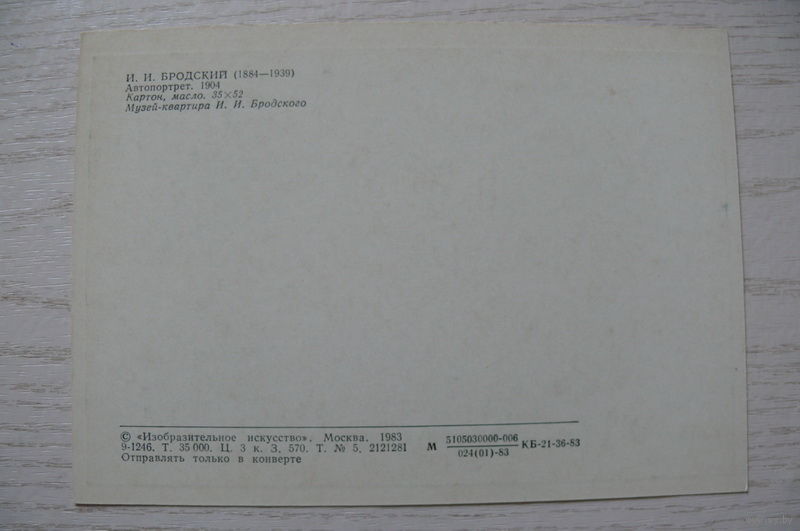 И. И. БРОДСКИЙ (1884—1939)
Автопортрет. 1904
Картон, масло. 35×52
Музей-квартира И. И. Бродского
© «Изобразительное искусство». Москва. 1983
9-1246. Т. 35 000. Ц. 3 к. З. 570. Т. № 5. 2121281
Отправлять только в конверте
М 5105030000-006 КБ-21-36-83
024(01)-83